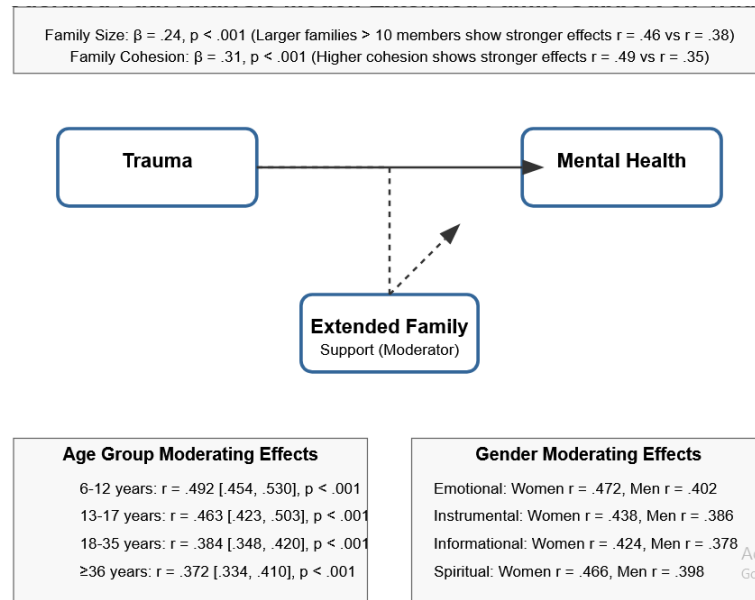 Family Size: β = .24, p < .001 (Larger families > 10 members show stronger effects r = .46 vs r = .38)
Family Cohesion: β = .31, p < .001 (Higher cohesion shows stronger effects r = .49 vs r = .35)
Trauma
Mental Health
Extended Family
Support (Moderator)
Age Group Moderating Effects
6-12 years: r = .492 [.454, .530], p < .001
13-17 years: r = .463 [.423, .503], p < .001
18-35 years: r = .384 [.348, .420], p < .001
≥36 years: r = .372 [.334, .410], p < .001
Gender Moderating Effects
Emotional: Women r = .472, Men r = .402
Instrumental: Women r = .438, Men r = .386
Informational: Women r = .424, Men r = .378
Spiritual: Women r = .466, Men r = .398